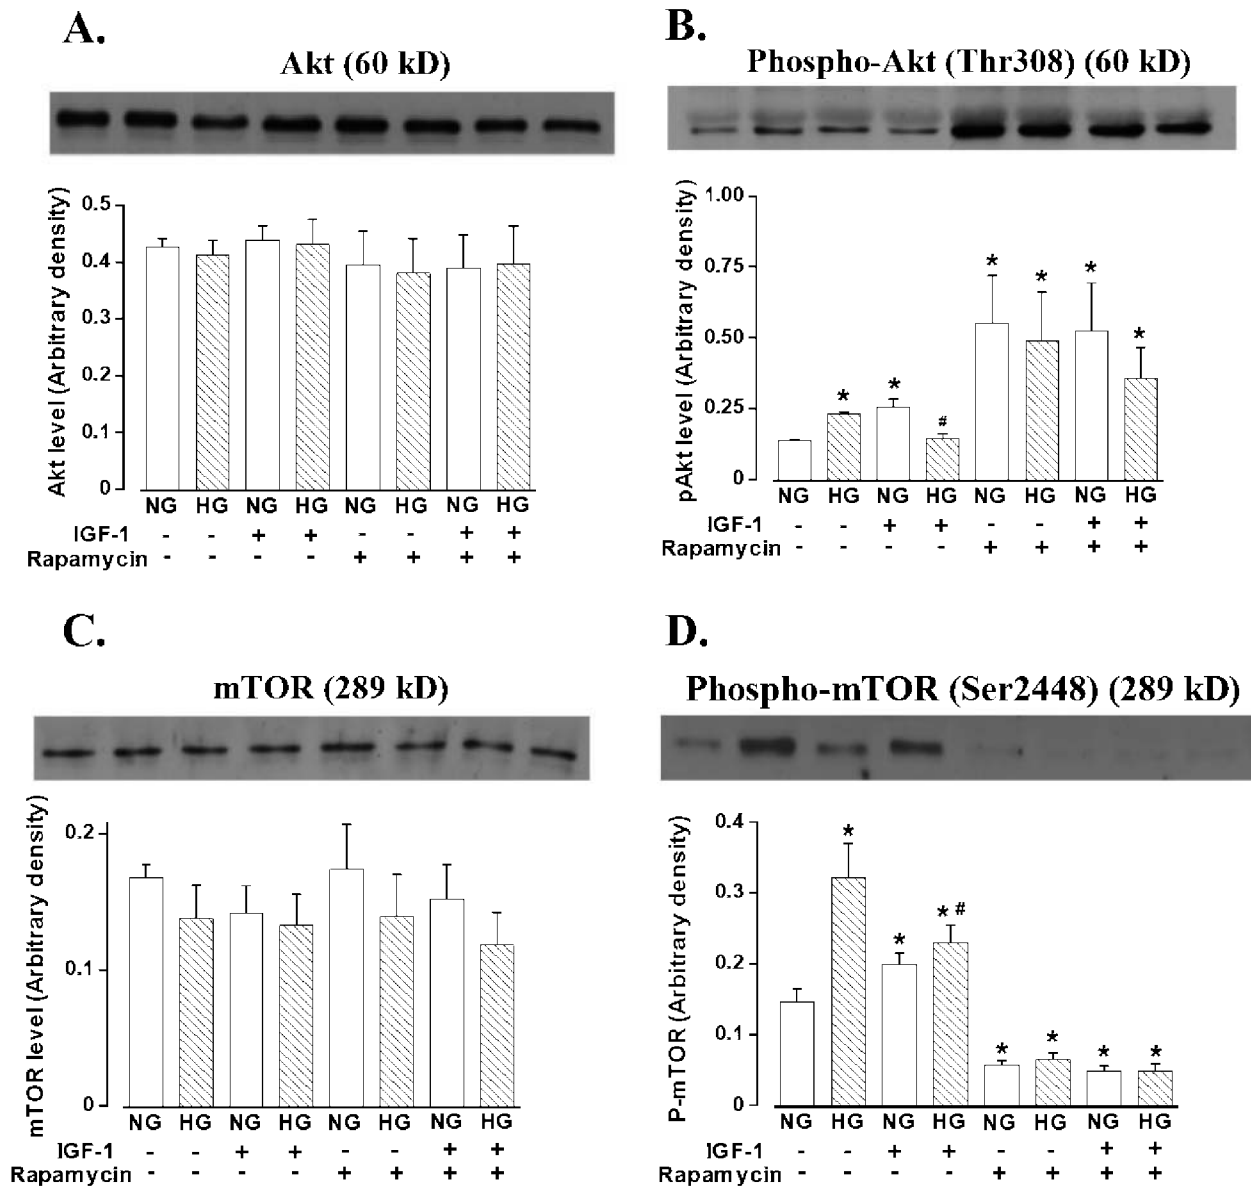 A.
Akt (60 kD)
Akt level (Arbitrary density)
0.5
0.4
0.3
0.2
0.1
0
NG HG NG HG NG HG NG HG
IGF-1 - - + + - - + +
Rapamycin - - - - + + + +
B.
Phospho-Akt (Thr308) (60 kD)
pAkt level (Arbitrary density)
1.00
0.75
0.50
0.25
0
* * # * * * *
NG HG NG HG NG HG NG HG
IGF-1 - - + + - - + +
Rapamycin - - - - + + + +
C.
mTOR (289 kD)
mTOR level (Arbitrary density)
0.2
0.1
0
NG HG NG HG NG HG NG HG
IGF-1 - - + + - - + +
Rapamycin - - - - + + + +
D.
Phospho-mTOR (Ser2448) (289 kD)
P-mTOR (Arbitrary density)
0.4
0.3
0.2
0.1
0
* * * # * * * *
NG HG NG HG NG HG NG HG
IGF-1 - - + + - - + +
Rapamycin - - - - + + + +